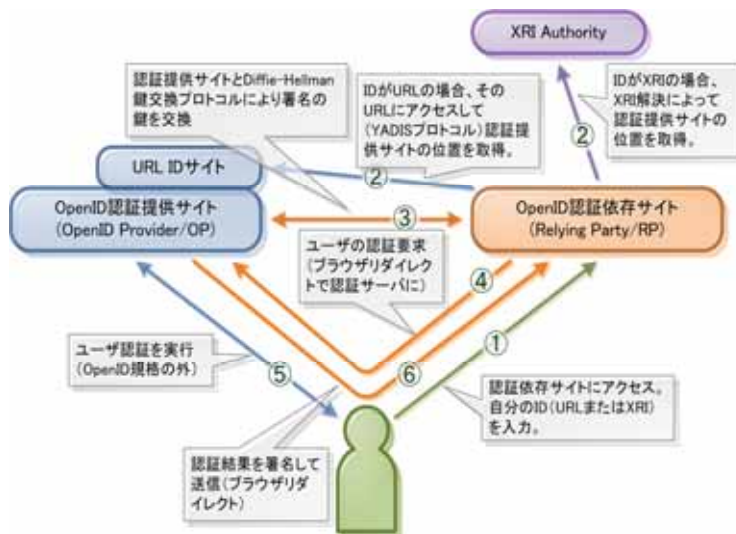 XRI Authority
認証提供サイトとDiffie-Hellman
鍵交換プロトコルにより署名の
鍵を交換
IDがURLの場合、その
URLにアクセスして
(YADISプロトコル)認証提
供サイトの位置を取得。
IDがXRIの場合、
XRI解決によって
認証提供サイトの
位置を取得。
②
URL IDサイト
②
OpenID認証提供サイト
(OpenID Provider/OP)
③
OpenID認証依存サイト
(Relying Party/RP)
ユーザの認証要求
(ブラウザリダイレク
トで認証サーバに)
④
①
ユーザ認証を実行
(OpenID規格の外)
⑤
⑥
認証依存サイトにアクセス。
自分のID(URLまたはXRI)
を入力。
認証結果を署名して
送信(ブラウザリダ
イレクト)